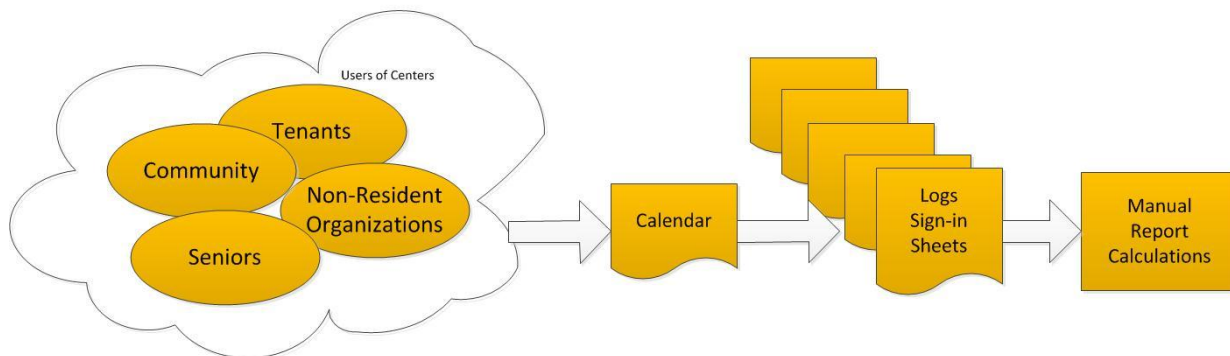 Users of Centers
Tenants
Community
Non-Resident
Organizations
Seniors
Calendar
Logs
Sign-in
Sheets
Manual
Report
Calculations